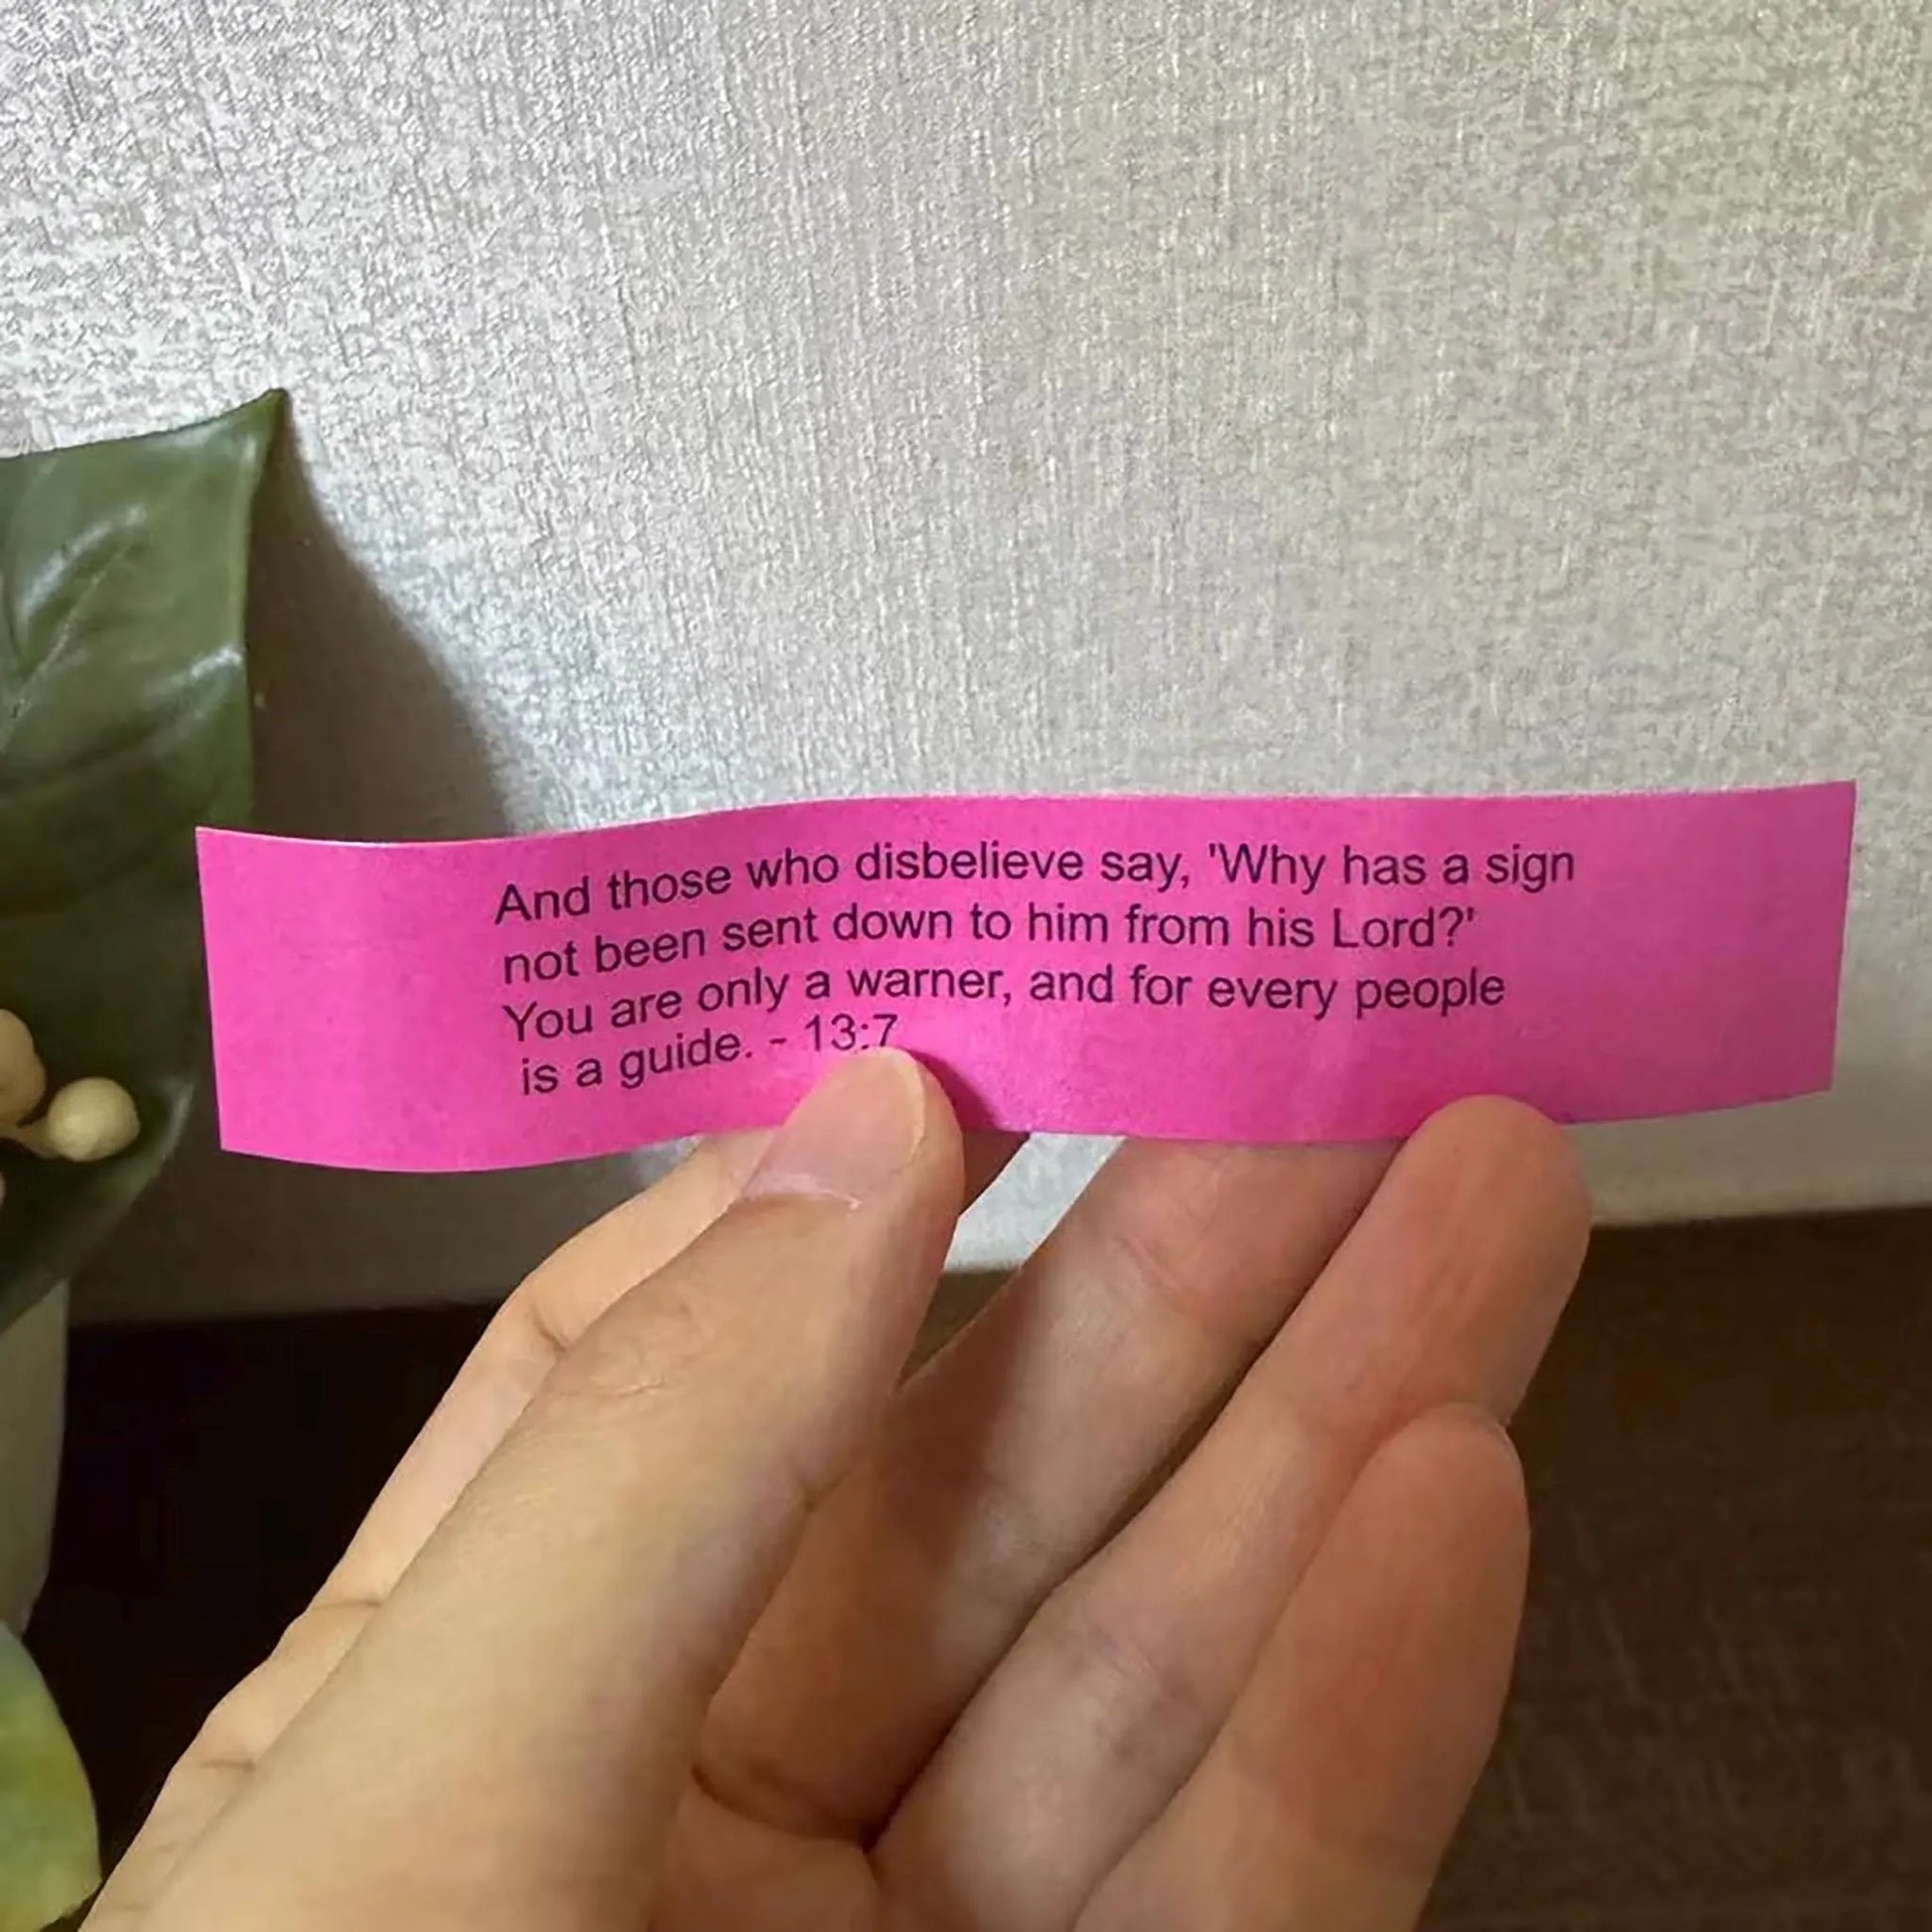 And those who disbelieve say, 'Why has a sign
not been sent down to him from his Lord?'
You are only a warner, and for every people
is a guide. - 13:7